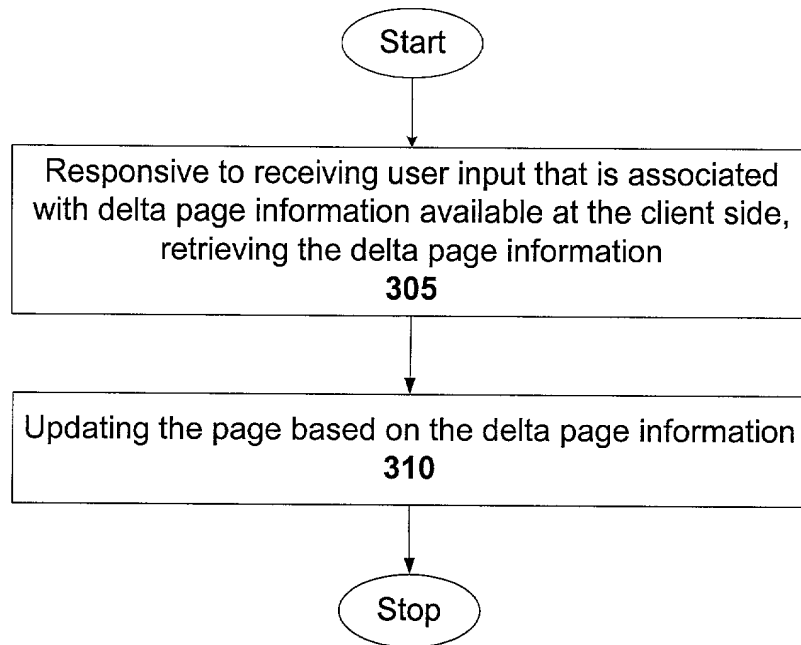 Start
Responsive to receiving user input that is associated
with delta page information available at the client side,
retrieving the delta page information
305
Updating the page based on the delta page information
310
Stop